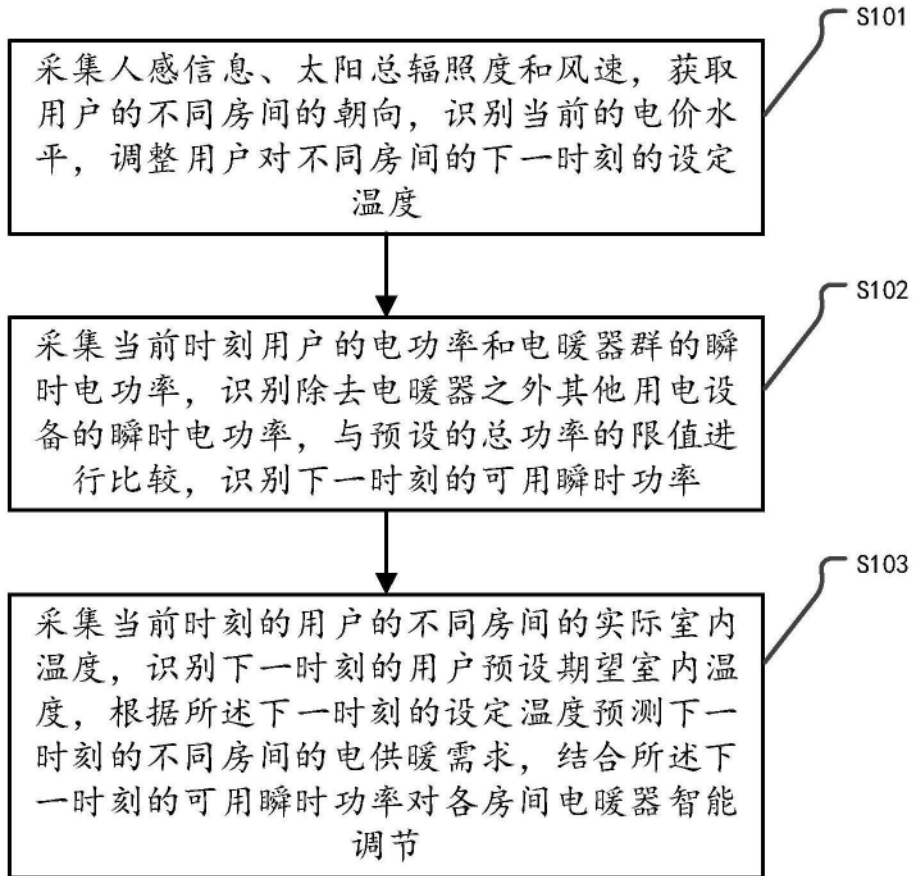 S101
采集人感信息、太阳总辐照度和风速，获取
用户的不同房间的朝向，识别当前的电价水
平，调整用户对不同房间的下一时刻的设定
温度
S102
采集当前时刻用户的电功率和电暖器群的瞬
时电功率，识别除去电暖器之外其他用电设
备的瞬时电功率，与预设的总功率的限值进
行比较，识别下一时刻的可用瞬时功率
S103
采集当前时刻的用户的不同房间的实际室内
温度，识别下一时刻的用户预设期望室内温
度，根据所述下一时刻的设定温度预测下一
时刻的不同房间的电供暖需求，结合所述下
一时刻的可用瞬时功率对各房间电暖器智能
调节